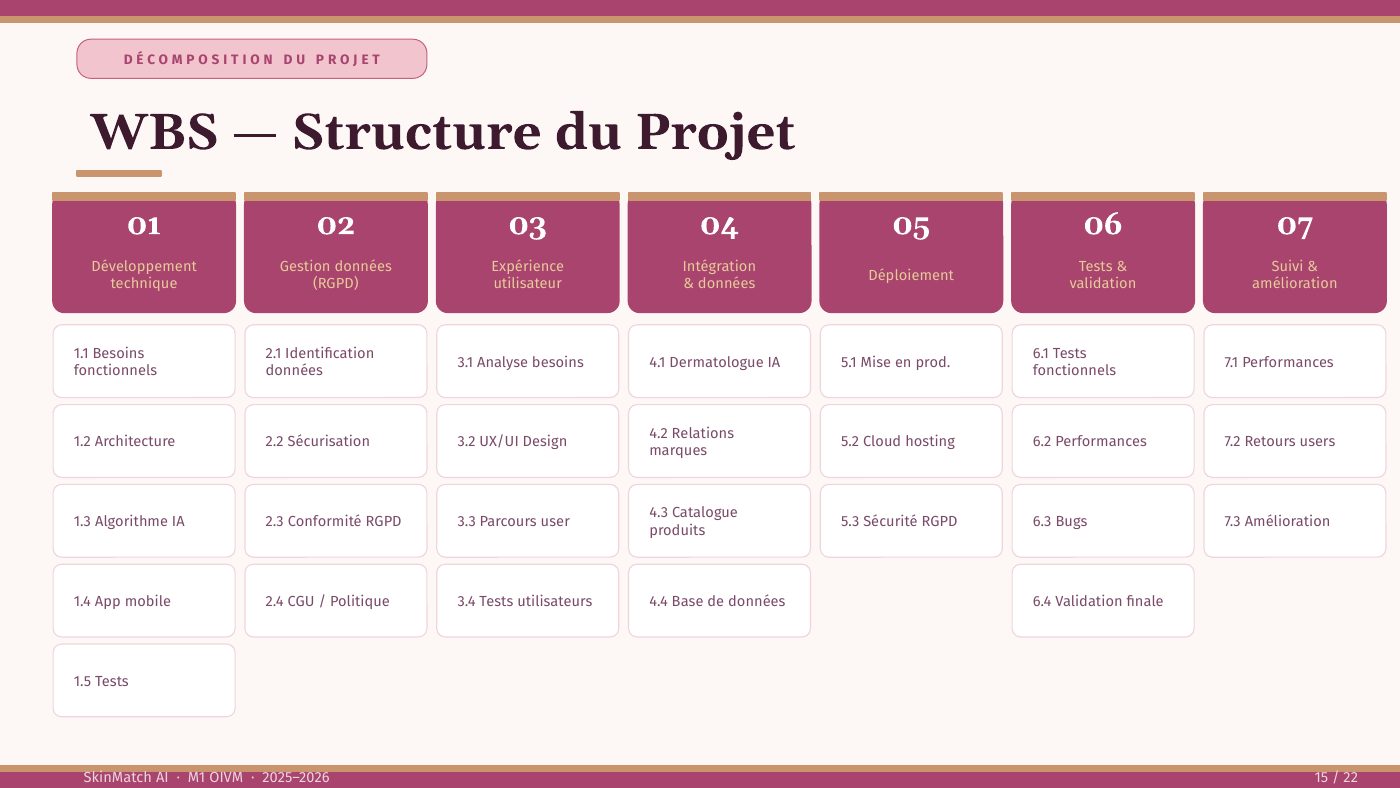 DÉCOMPOSITION DU PROJET
WBS — Structure du Projet
01
Développement
technique
02
Gestion données
(RGPD)
03
Expérience
utilisateur
04
Intégration
& données
05
Déploiement
06
Tests &
validation
07
Suivi &
amélioration
1.1 Besoins
fonctionnels
2.1 Identification
données
3.1 Analyse besoins
4.1 Dermatologue IA
5.1 Mise en prod.
6.1 Tests
fonctionnels
7.1 Performances
1.2 Architecture
2.2 Sécurisation
3.2 UX/UI Design
4.2 Relations
marques
5.2 Cloud hosting
6.2 Performances
7.2 Retours users
1.3 Algorithme IA
2.3 Conformité RGPD
3.3 Parcours user
4.3 Catalogue
produits
5.3 Sécurité RGPD
6.3 Bugs
7.3 Amélioration
1.4 App mobile
2.4 CGU / Politique
3.4 Tests utilisateurs
4.4 Base de données
6.4 Validation finale
1.5 Tests
SkinMatch AI · M1 OIVM · 2025–2026
15 / 22